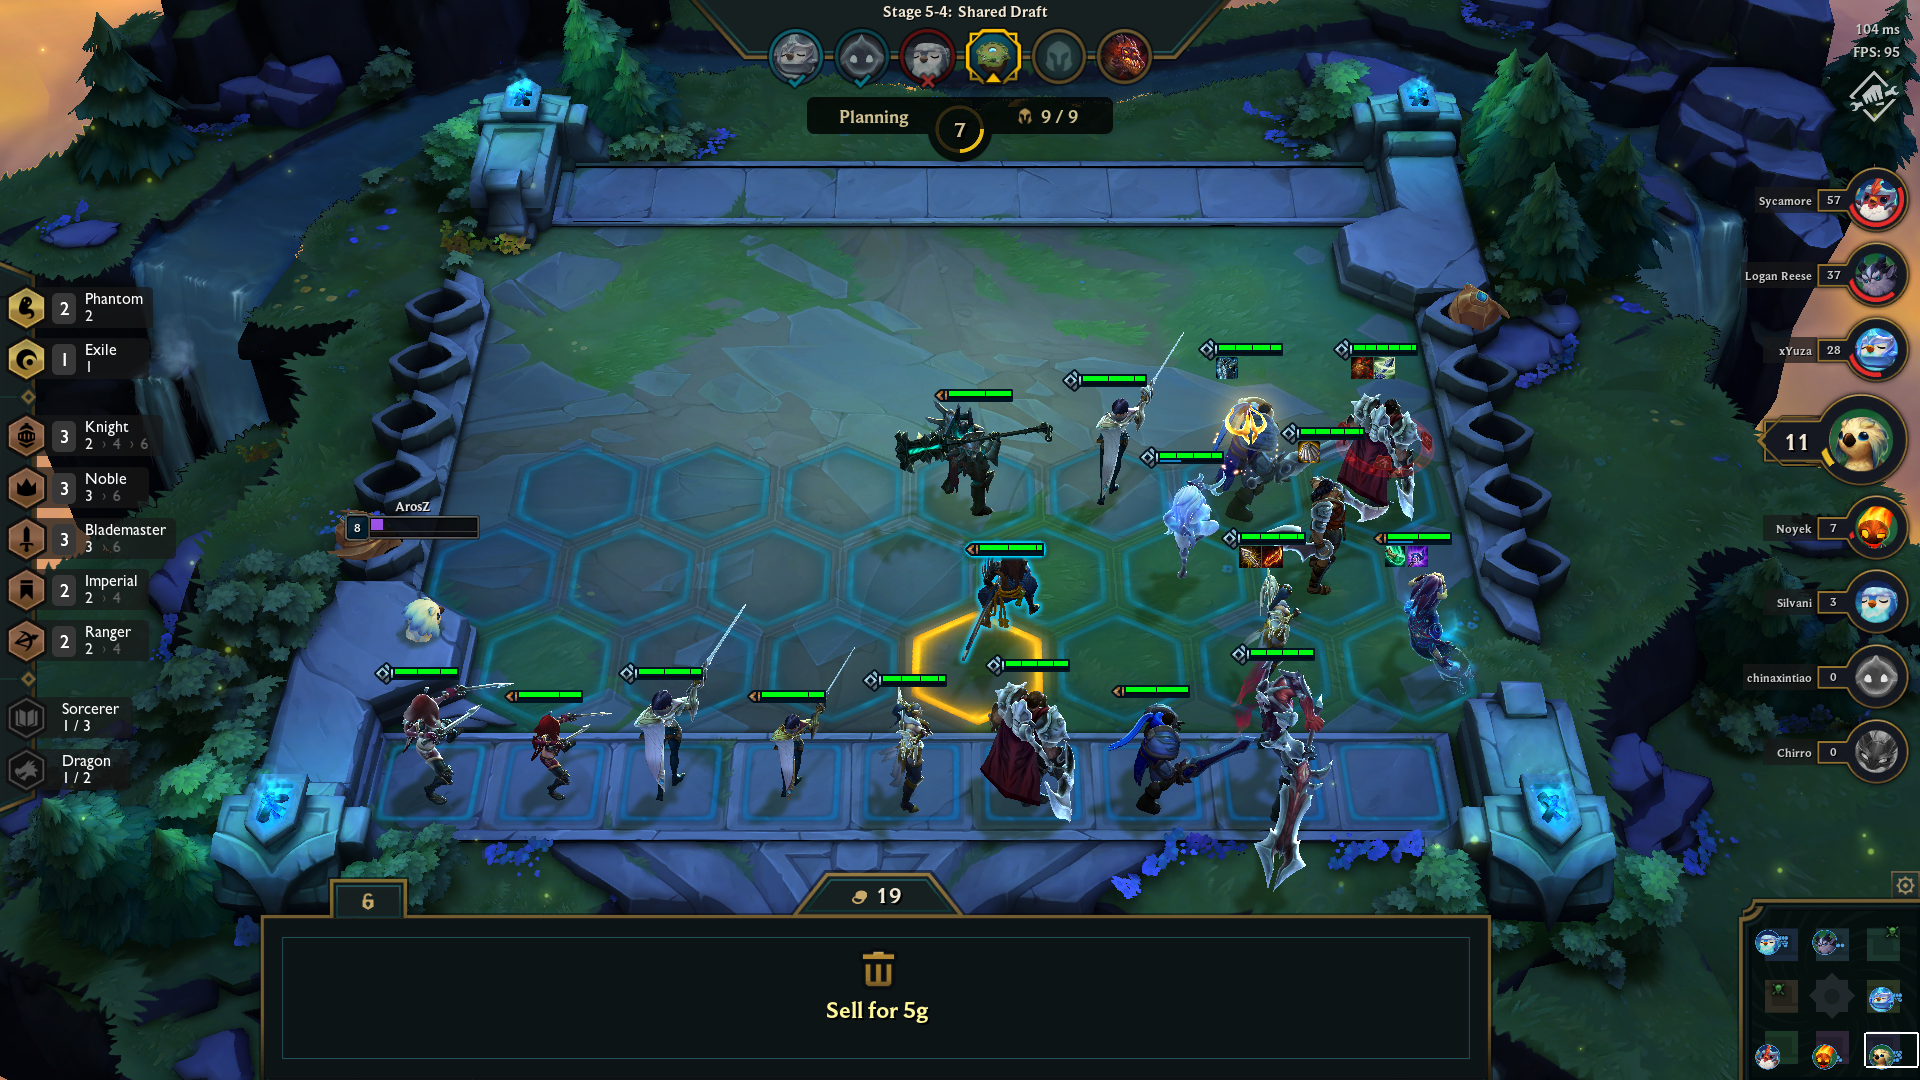 Stage 5-4: Shared Draft
104 ms
FPS: 95
Planning
7
9 / 9
Sycamore 57
Logan Reese 37
xYuza 28
11
Noyek 7
Silvani 3
chinaxintiao 0
Chirro 0
2 Phantom
2
1 Exile
1
3 Knight
2 › 4 › 6
3 Noble
3 › 6
3 Blademaster
3 › 6
2 Imperial
2 › 4
2 Ranger
2 › 4
Sorcerer
1 / 3
Dragon
1 / 2
ArosZ
8
6
19
Sell for 5g